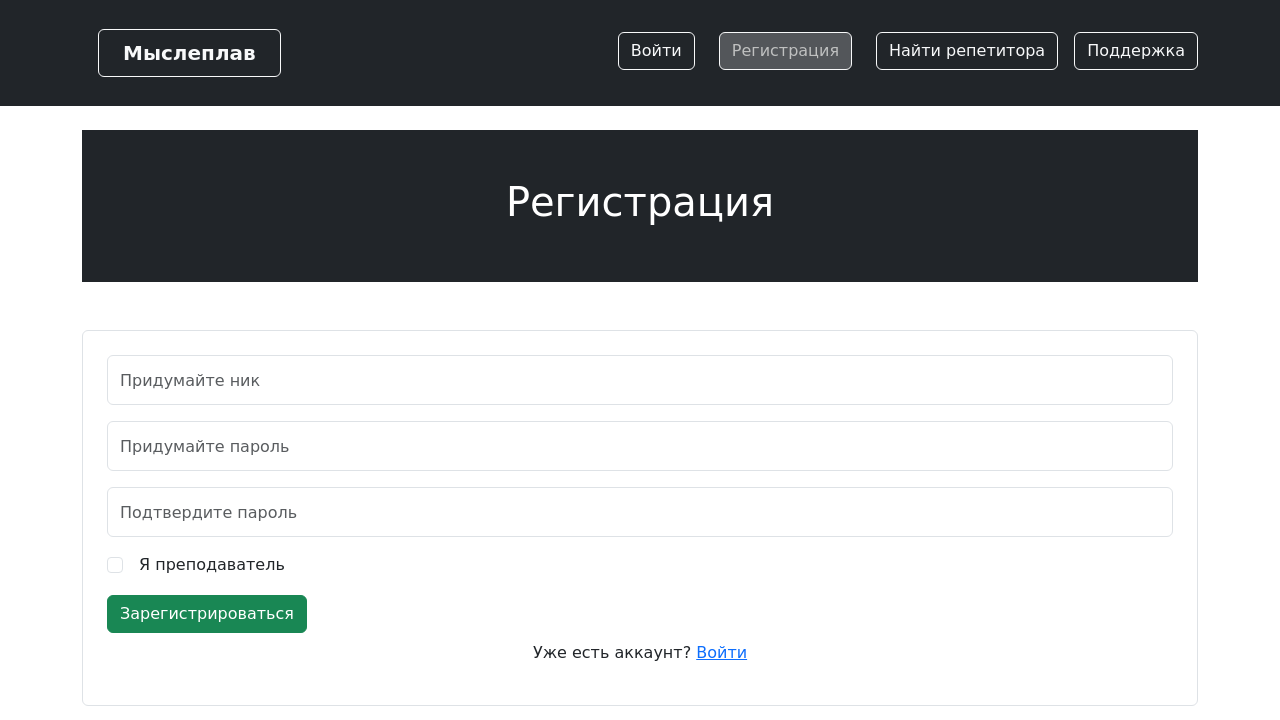 Мыслеплав
Войти
Регистрация
Найти репетитора
Поддержка
Регистрация
Придумайте ник
Придумайте пароль
Подтвердите пароль
Я преподаватель
Зарегистрироваться
Уже есть аккаунт? Войти